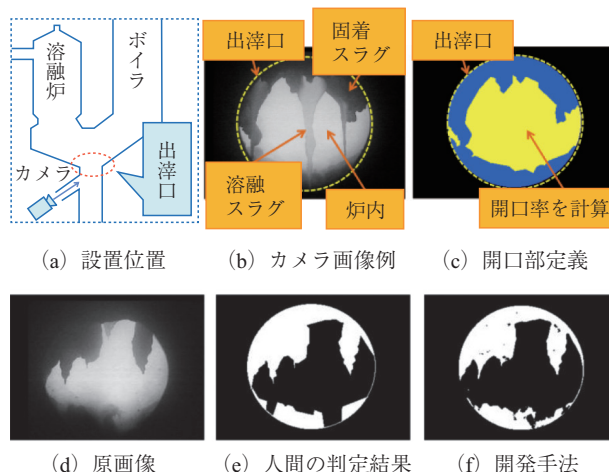 溶融炉
ボイラ
カメラ
出滓口
出滓口
固着
スラグ
溶融
スラグ
炉内
出滓口
開口率を計算
(a) 設置位置
(b) カメラ画像例
(c) 開口部定義
(d) 原画像
(e) 人間の判定結果
(f) 開発手法